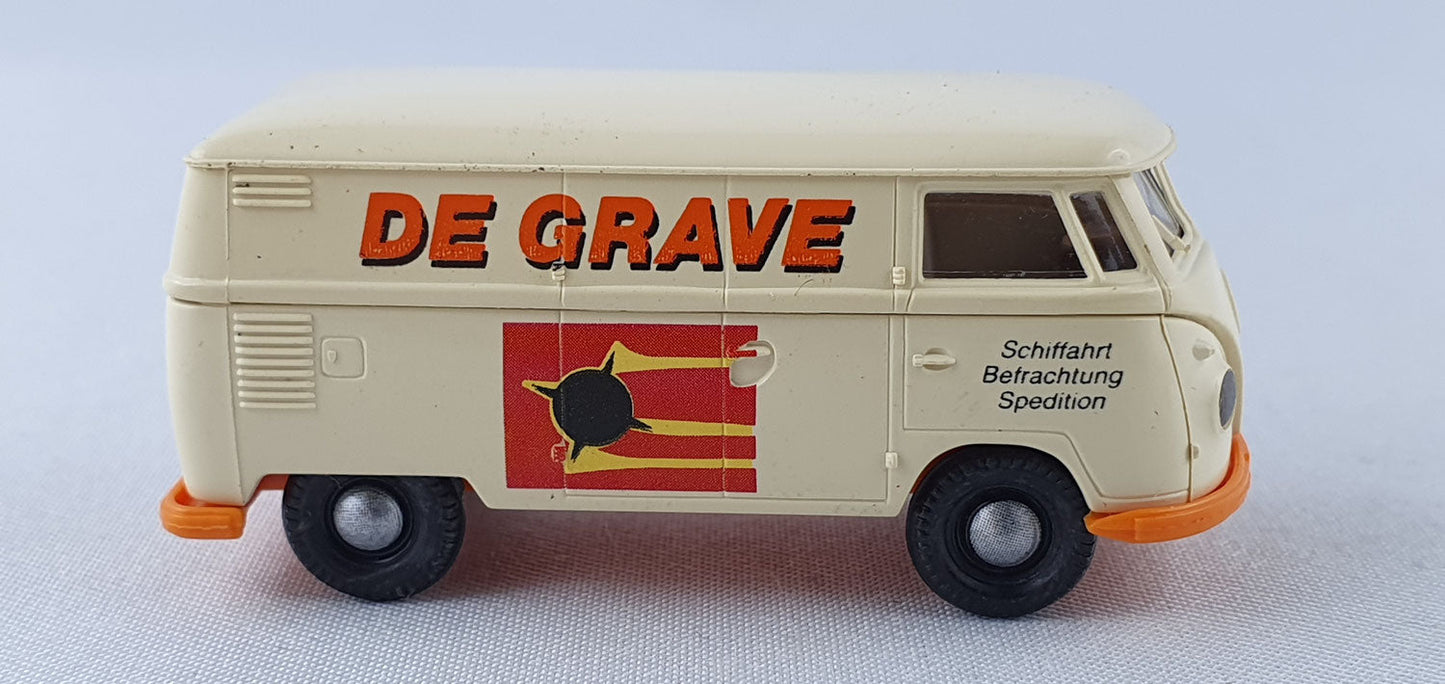 DE GRAVE
Schiffahrt
Befrachtung
Spedition